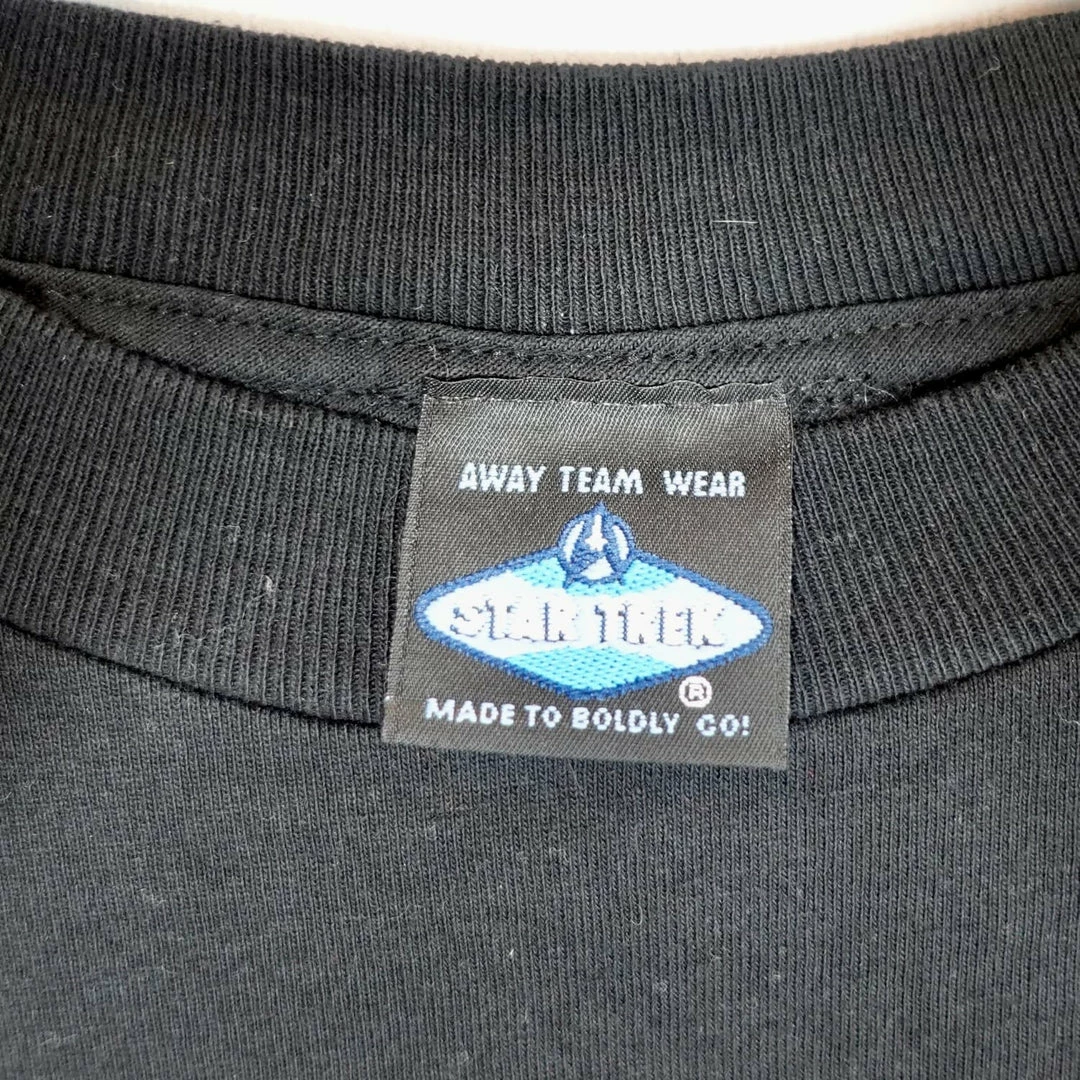 AWAY TEAM WEAR
STAR TREK
®
MADE TO BOLDLY GO!